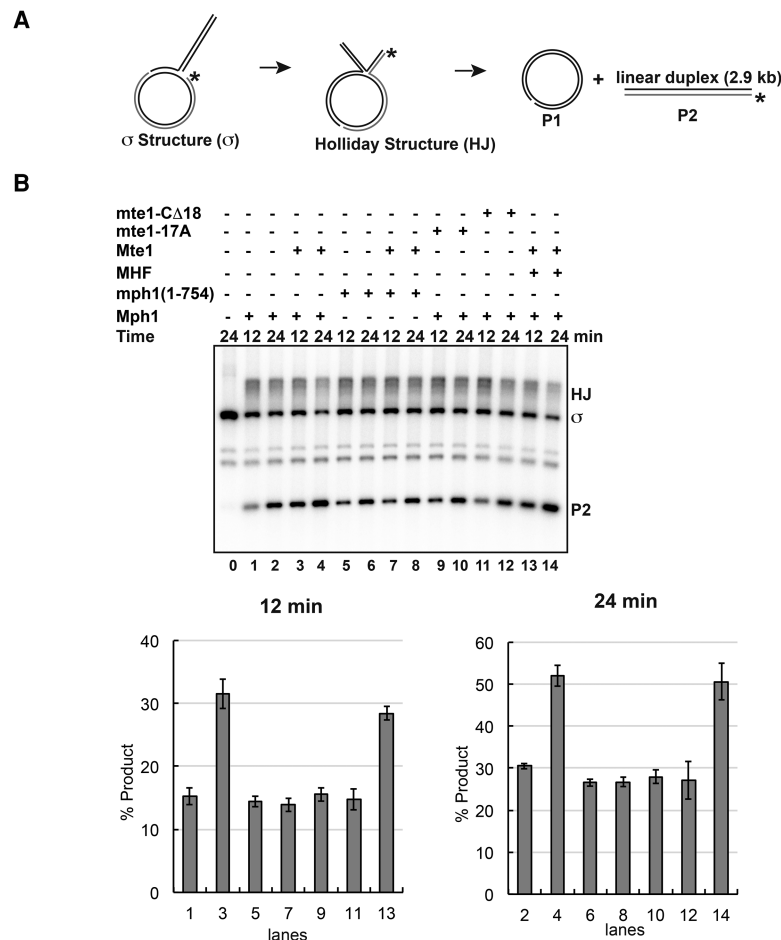 A
*
*
linear duplex (2.9 kb)
+
*
P1
P2
σ Structure (σ)
Holliday Structure (HJ)
B
mte1-CΔ18 - - - - - - - - - - - + + - -
mte1-17A - - - - - - - - - + + - - - -
Mte1 - - - + + - - + + - - - - + +
MHF - - - - - - - - - - - - - + +
mph1(1-754) - - - - - + + + + - - - - - -
Mph1 - + + + + - - - - + + + + + +
Time 24 12 24 12 24 12 24 12 24 12 24 12 24 12 24 min
HJ
σ
P2
0 1 2 3 4 5 6 7 8 9 10 11 12 13 14
12 min
24 min
% Product
40
30
20
10
0
1 3 5 7 9 11 13
lanes
% Product
60
50
40
30
20
10
0
2 4 6 8 10 12 14
lanes